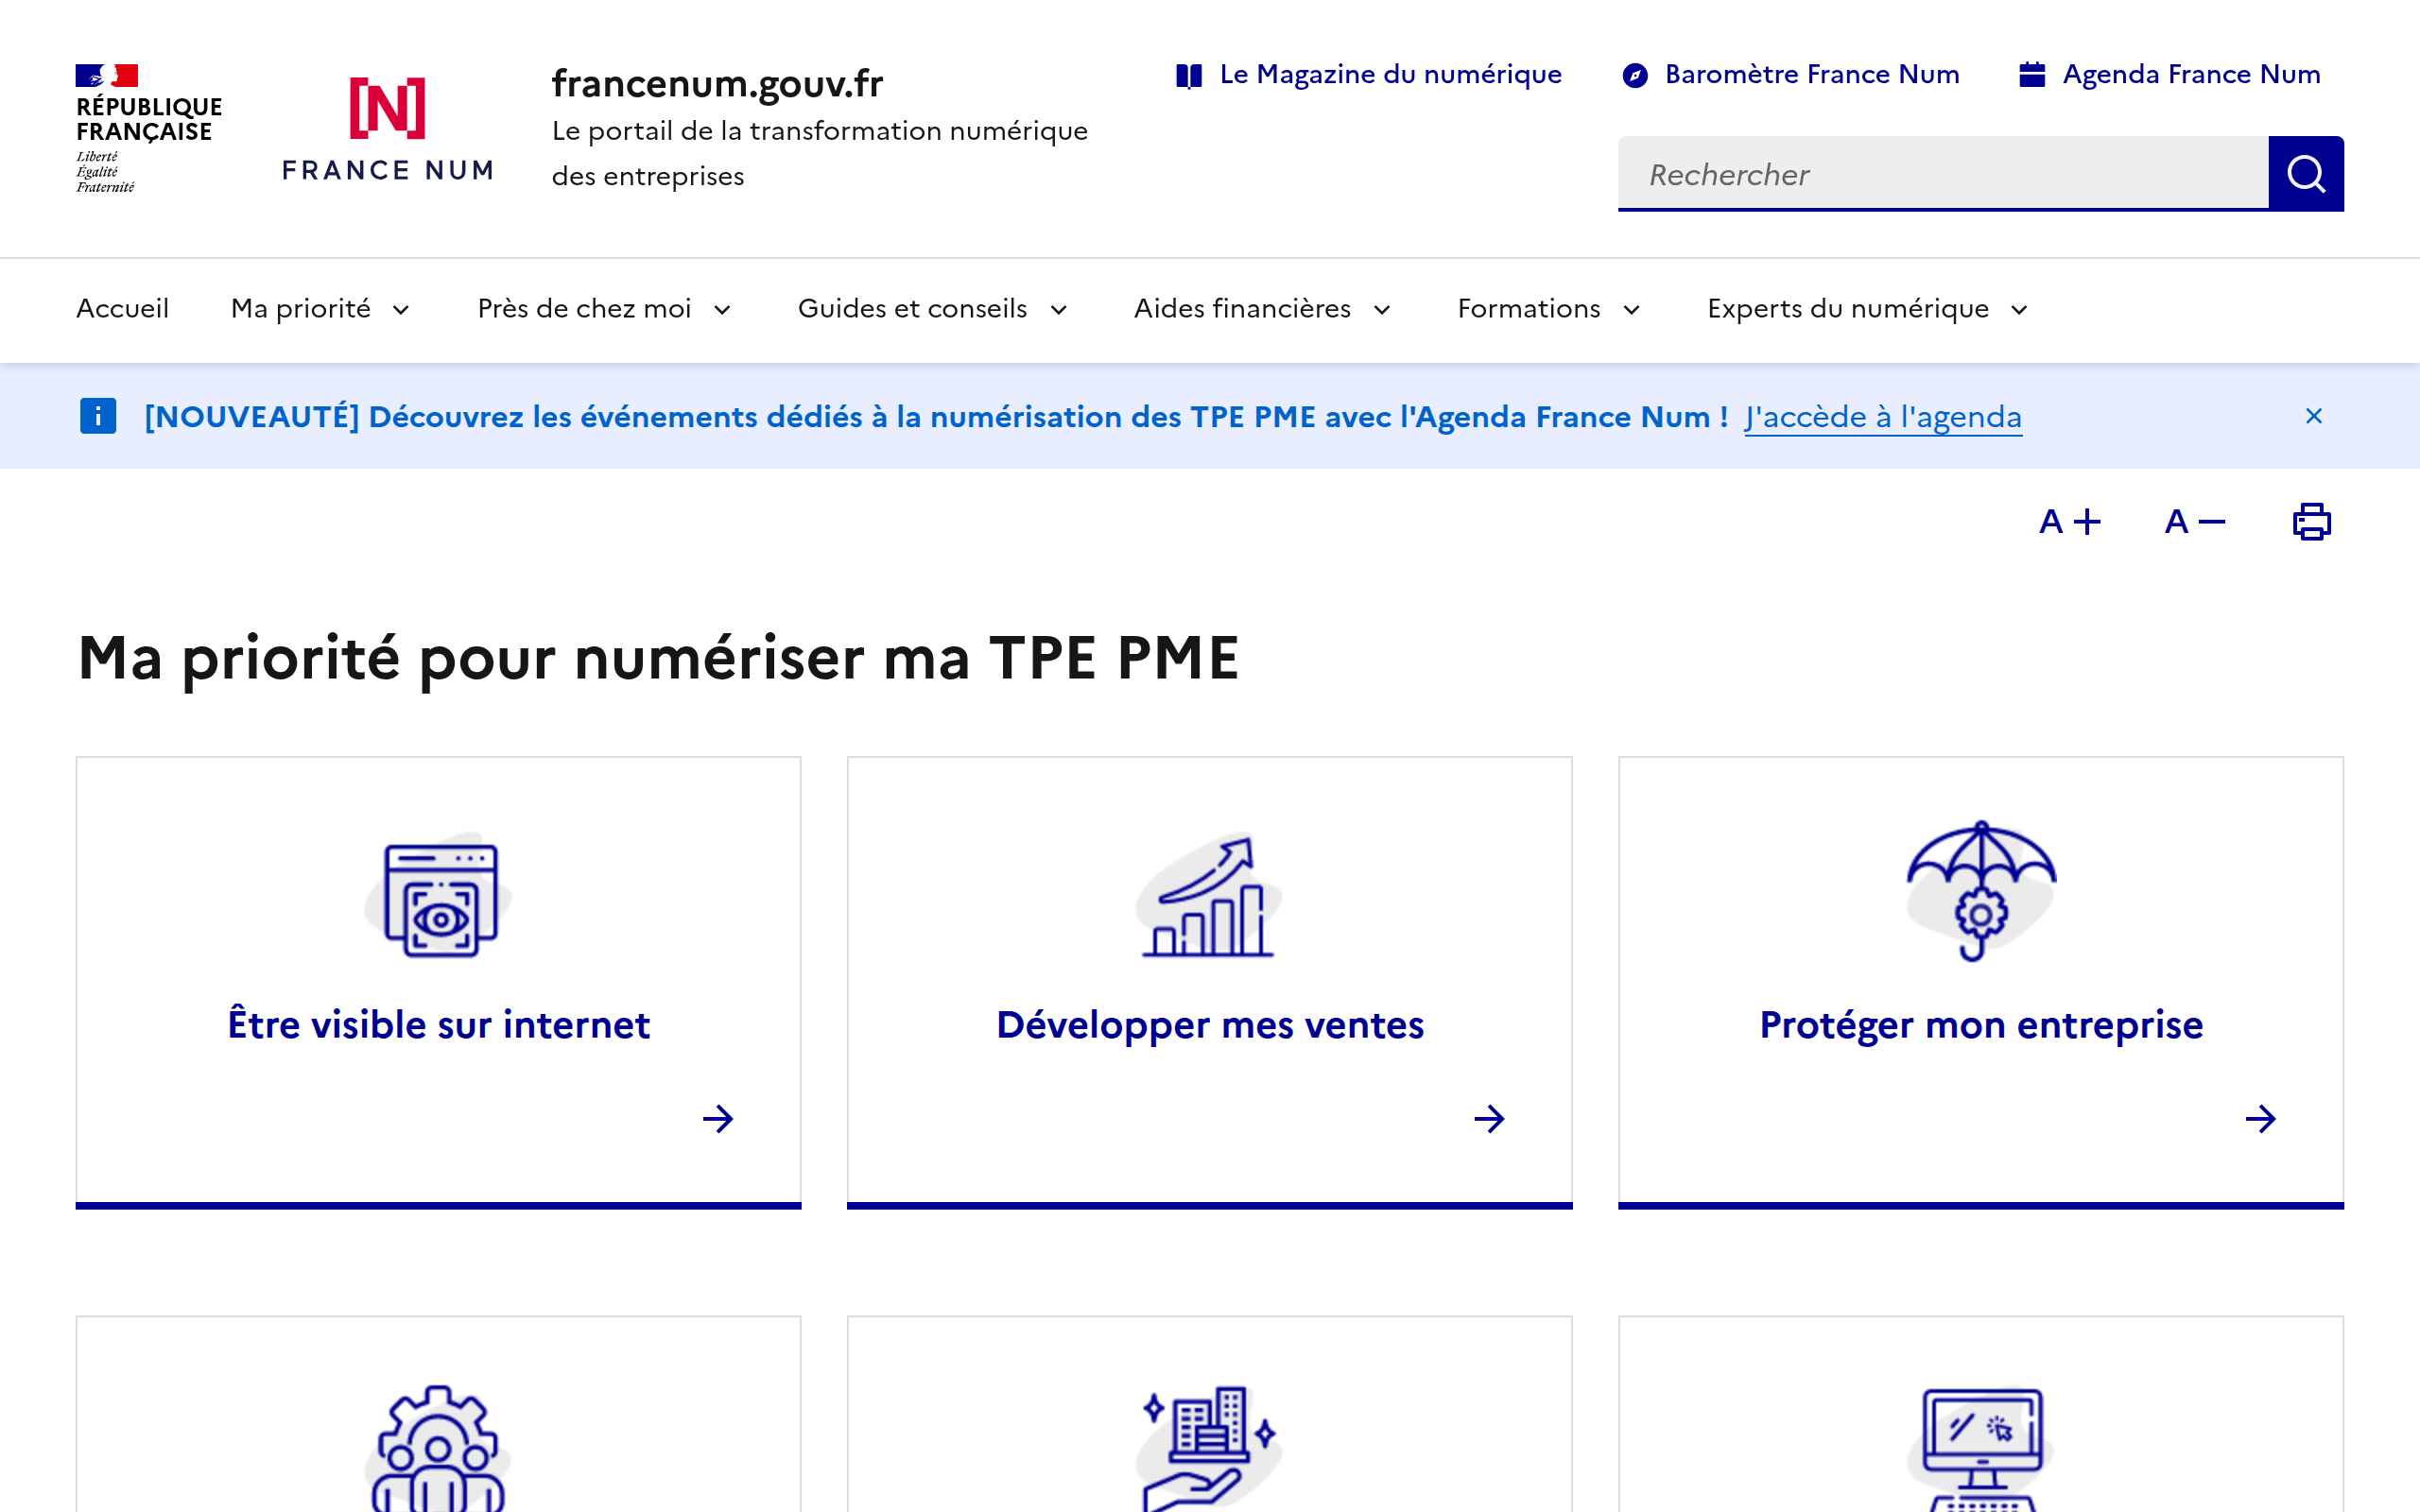 RÉPUBLIQUE
FRANÇAISE
Liberté
Égalité
Fraternité
[N]
FRANCE NUM
francenum.gouv.fr
Le portail de la transformation numérique
des entreprises
Le Magazine du numérique
Baromètre France Num
Agenda France Num
Rechercher
Accueil
Ma priorité
Près de chez moi
Guides et conseils
Aides financières
Formations
Experts du numérique
[NOUVEAUTÉ] Découvrez les événements dédiés à la numérisation des TPE PME avec l'Agenda France Num ! J'accède à l'agenda
A+
A−
Ma priorité pour numériser ma TPE PME
Être visible sur internet
Développer mes ventes
Protéger mon entreprise